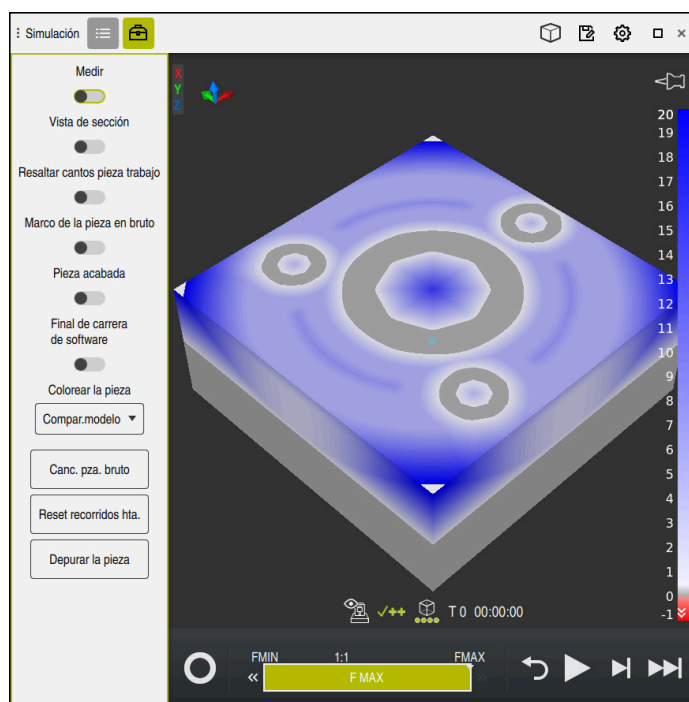 Simulación
Medir
Vista de sección
Resaltar cantos pieza trabajo
Marco de la pieza en bruto
Pieza acabada
Final de carrera
de software
Colorear la pieza
Compar.modelo
Canc. pza. bruto
Reset recorridos hta.
Depurar la pieza
X
Y
Z
20
19
18
17
16
15
14
13
12
11
10
9
8
7
6
5
4
3
2
1
0
-1
T 0 00:00:00
FMIN 1:1 FMAX
F MAX